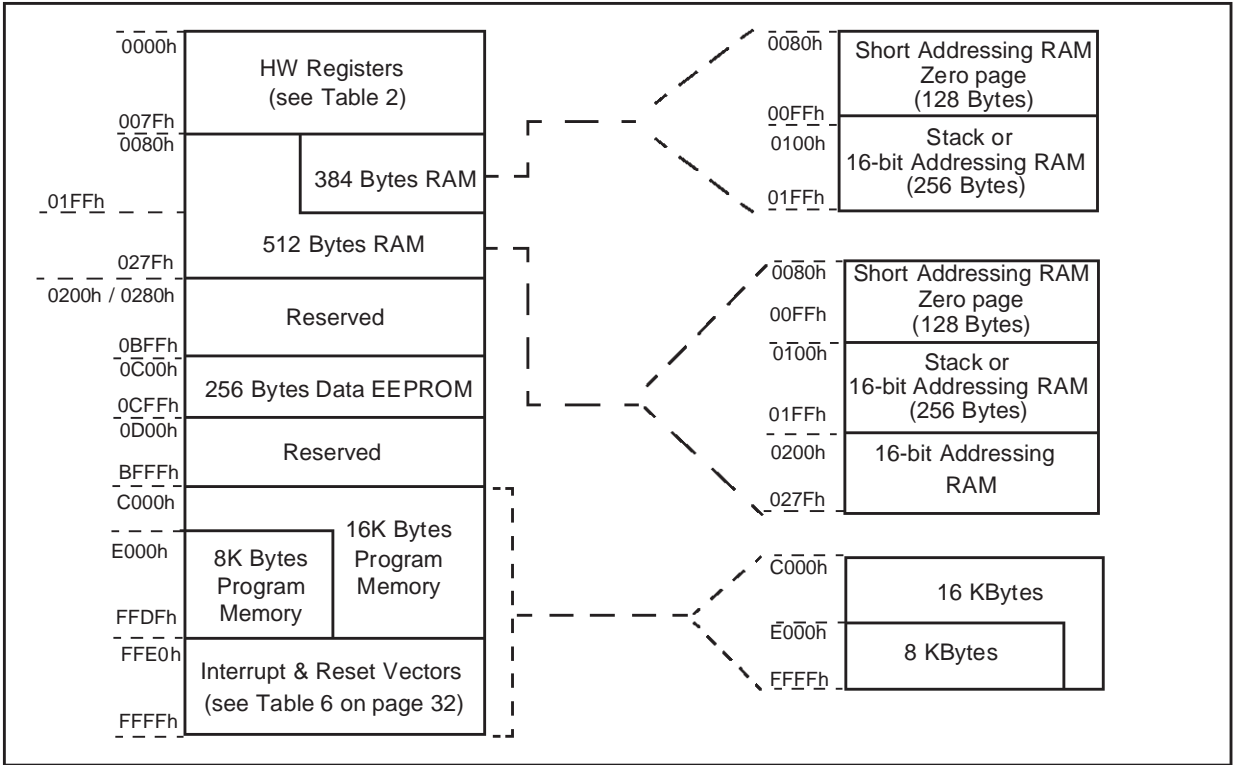 0000h
HW Registers
(see Table 2)
007Fh
0080h
384 Bytes RAM
01FFh
512 Bytes RAM
027Fh
0200h / 0280h
Reserved
0BFFh
0C00h
256 Bytes Data EEPROM
0CFFh
0D00h
Reserved
BFFFh
C000h
16K Bytes
Program
Memory
E000h
8K Bytes
Program
Memory
FFDFh
FFE0h
Interrupt & Reset Vectors
(see Table 6 on page 32)
FFFFh
0080h
Short Addressing RAM
Zero page
(128 Bytes)
00FFh
0100h
Stack or
16-bit Addressing RAM
(256 Bytes)
01FFh
0080h
Short Addressing RAM
Zero page
(128 Bytes)
00FFh
0100h
Stack or
16-bit Addressing RAM
(256 Bytes)
01FFh
0200h
16-bit Addressing
RAM
027Fh
C000h
16 KBytes
E000h
8 KBytes
FFFFh